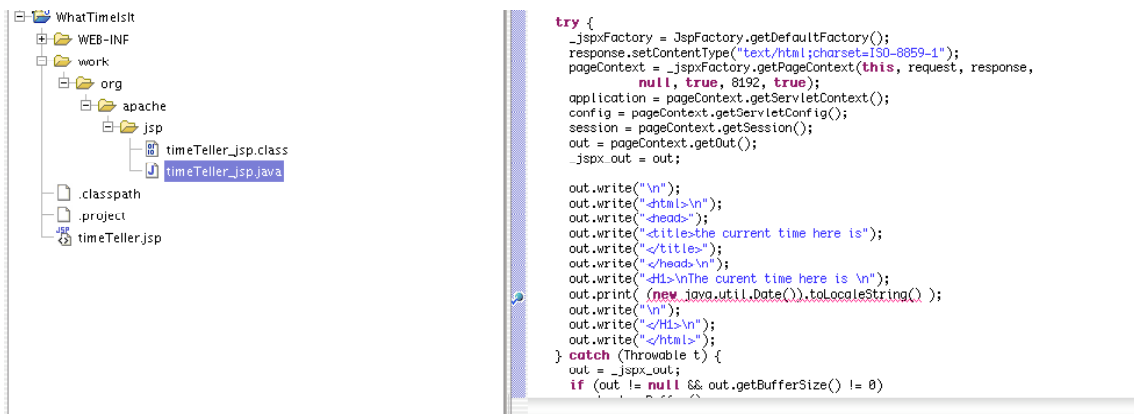 WhatTimeIsIt
WEB-INF
work
org
apache
jsp
timeTeller_jsp.class
timeTeller_jsp.java
.classpath
.project
timeTeller.jsp
try {
_jspxFactory = JspFactory.getDefaultFactory();
response.setContentType("text/html;charset=ISO-8859-1");
pageContext = _jspxFactory.getPageContext(this, request, response,
null, true, 8192, true);
application = pageContext.getServletContext();
config = pageContext.getServletConfig();
session = pageContext.getSession();
out = pageContext.getOut();
_jspx_out = out;
out.write("\n");
out.write("<html>\n");
out.write("<head>");
out.write("<title>the current time here is");
out.write("</title>");
out.write("</head>\n");
out.write("<H1>\nThe curent time here is \n");
out.print( (new java.util.Date()).toLocaleString() );
out.write("\n");
out.write("</H1>\n");
out.write("</html>");
} catch (Throwable t) {
out = _jspx_out;
if (out != null && out.getBufferSize() != 0)